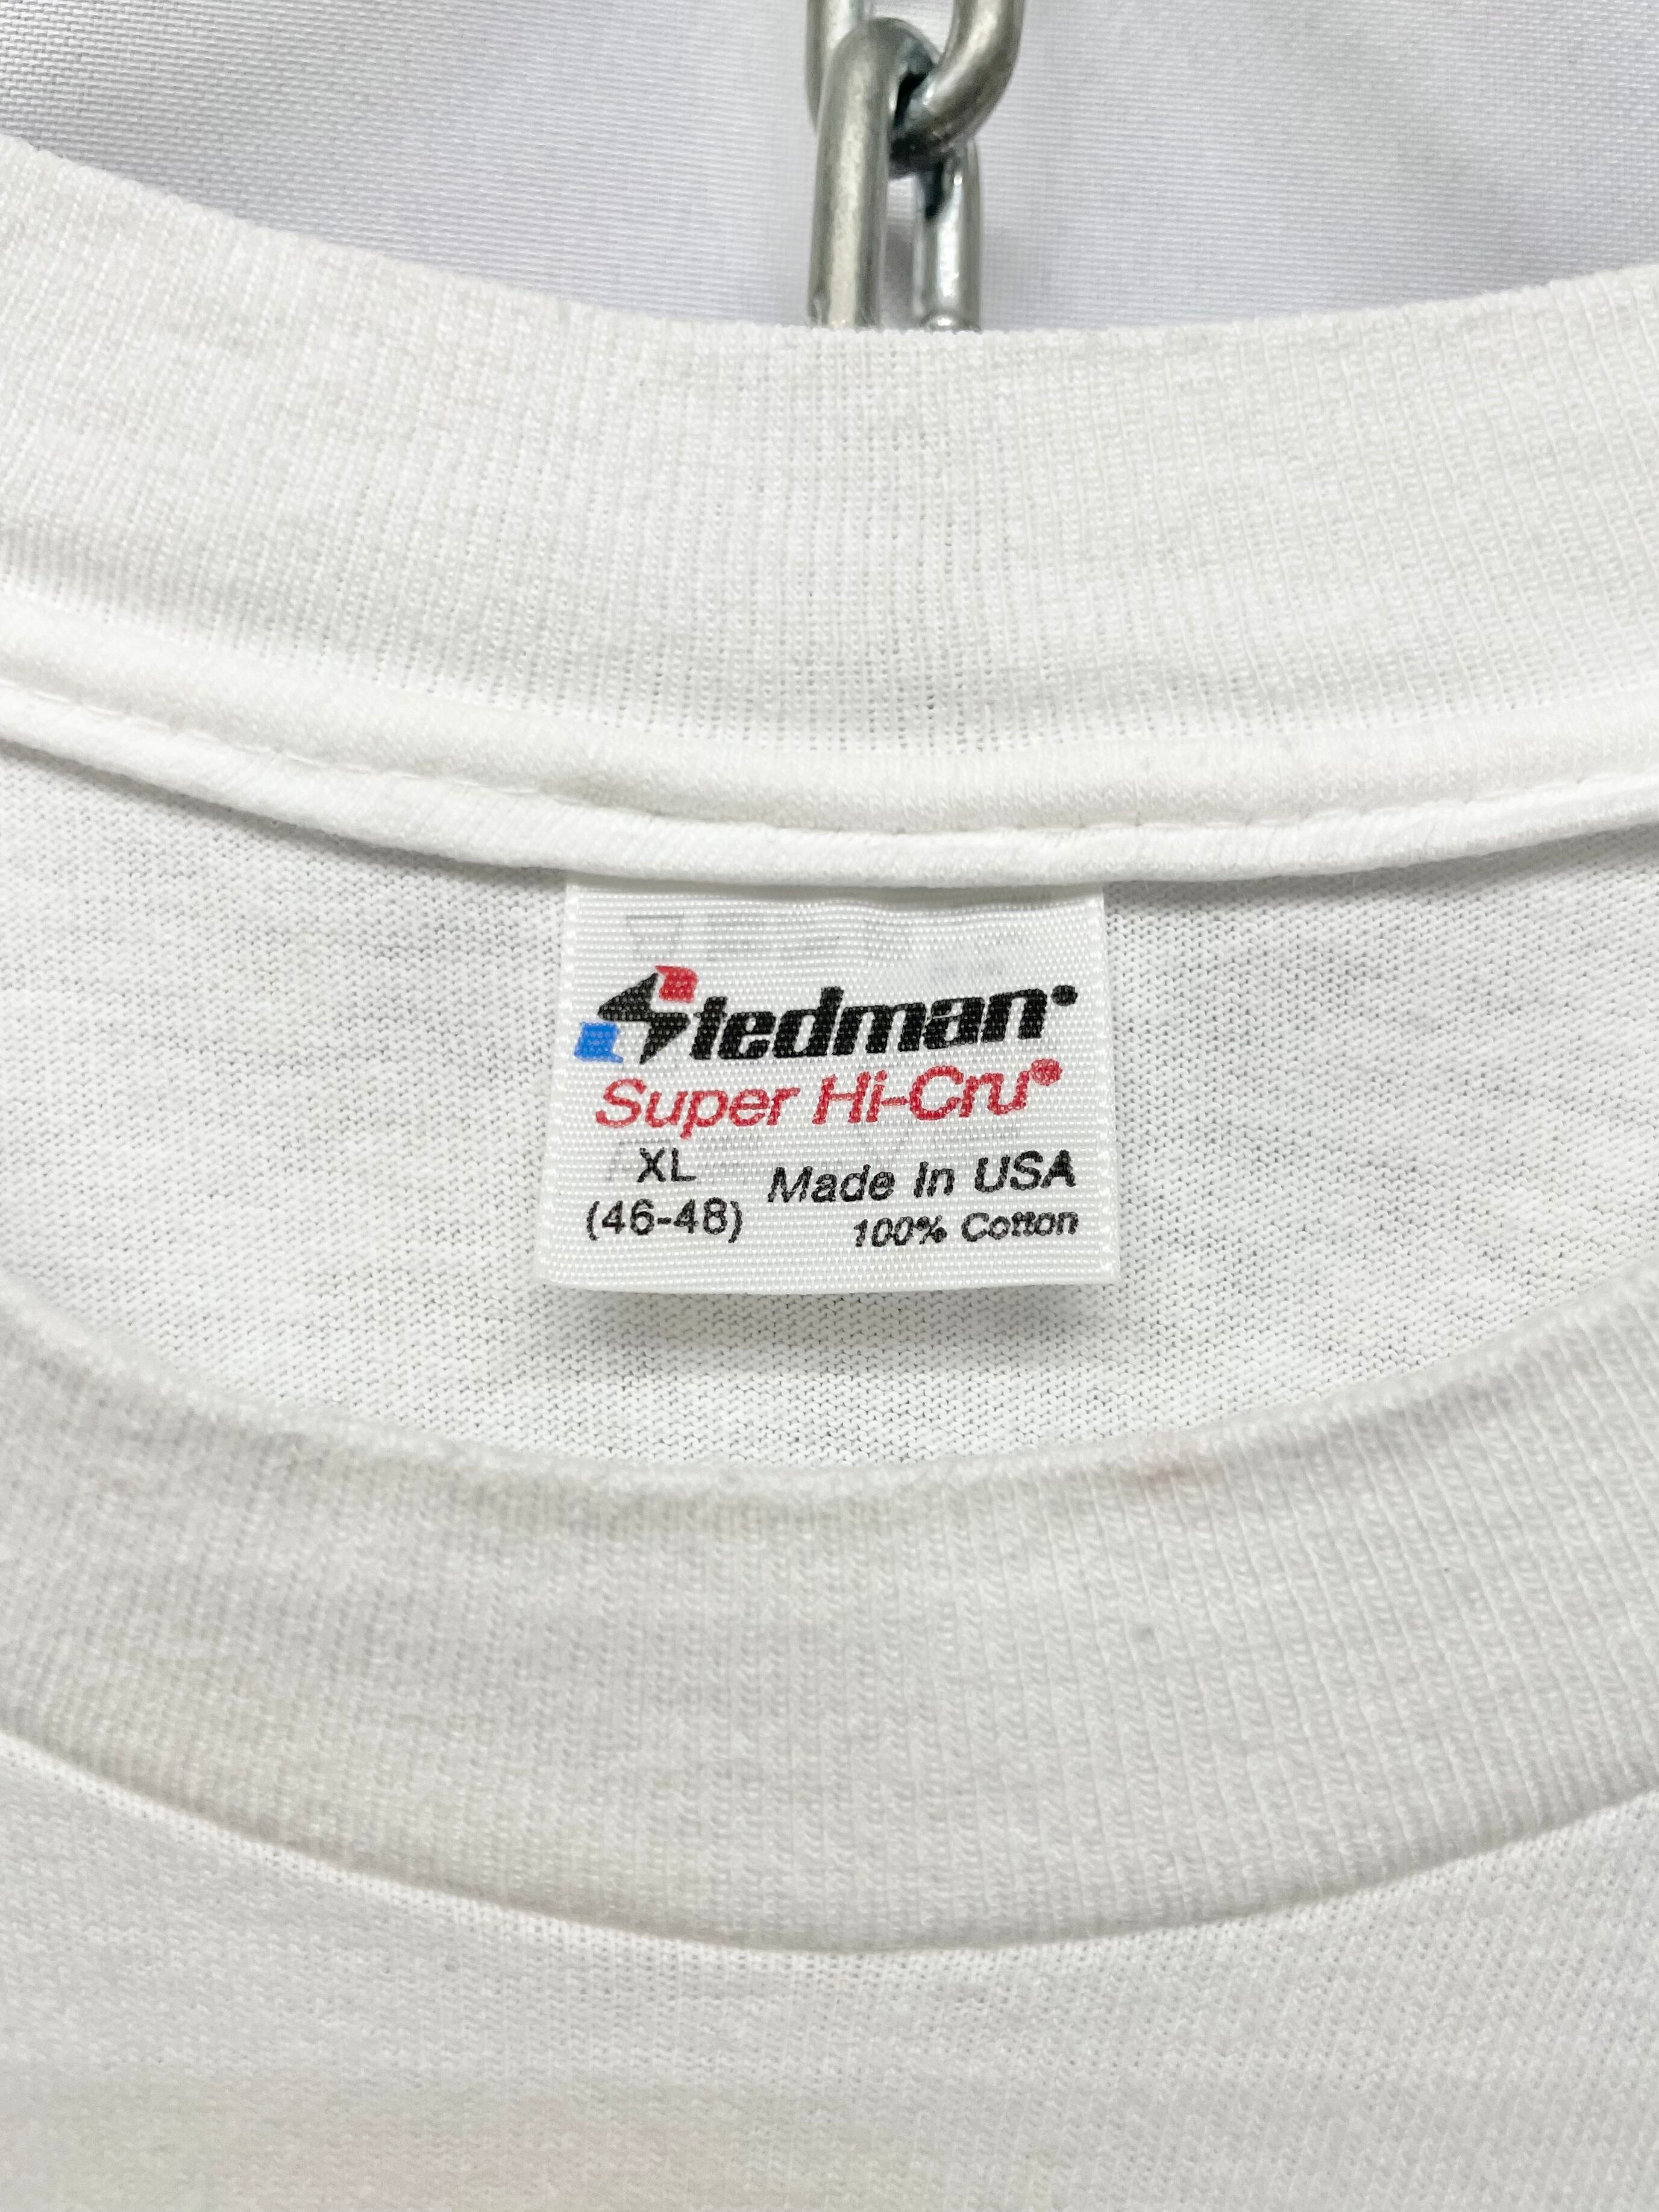 Stedman®
Super Hi-Cru®
XL
(46-48)
Made In USA
100% Cotton